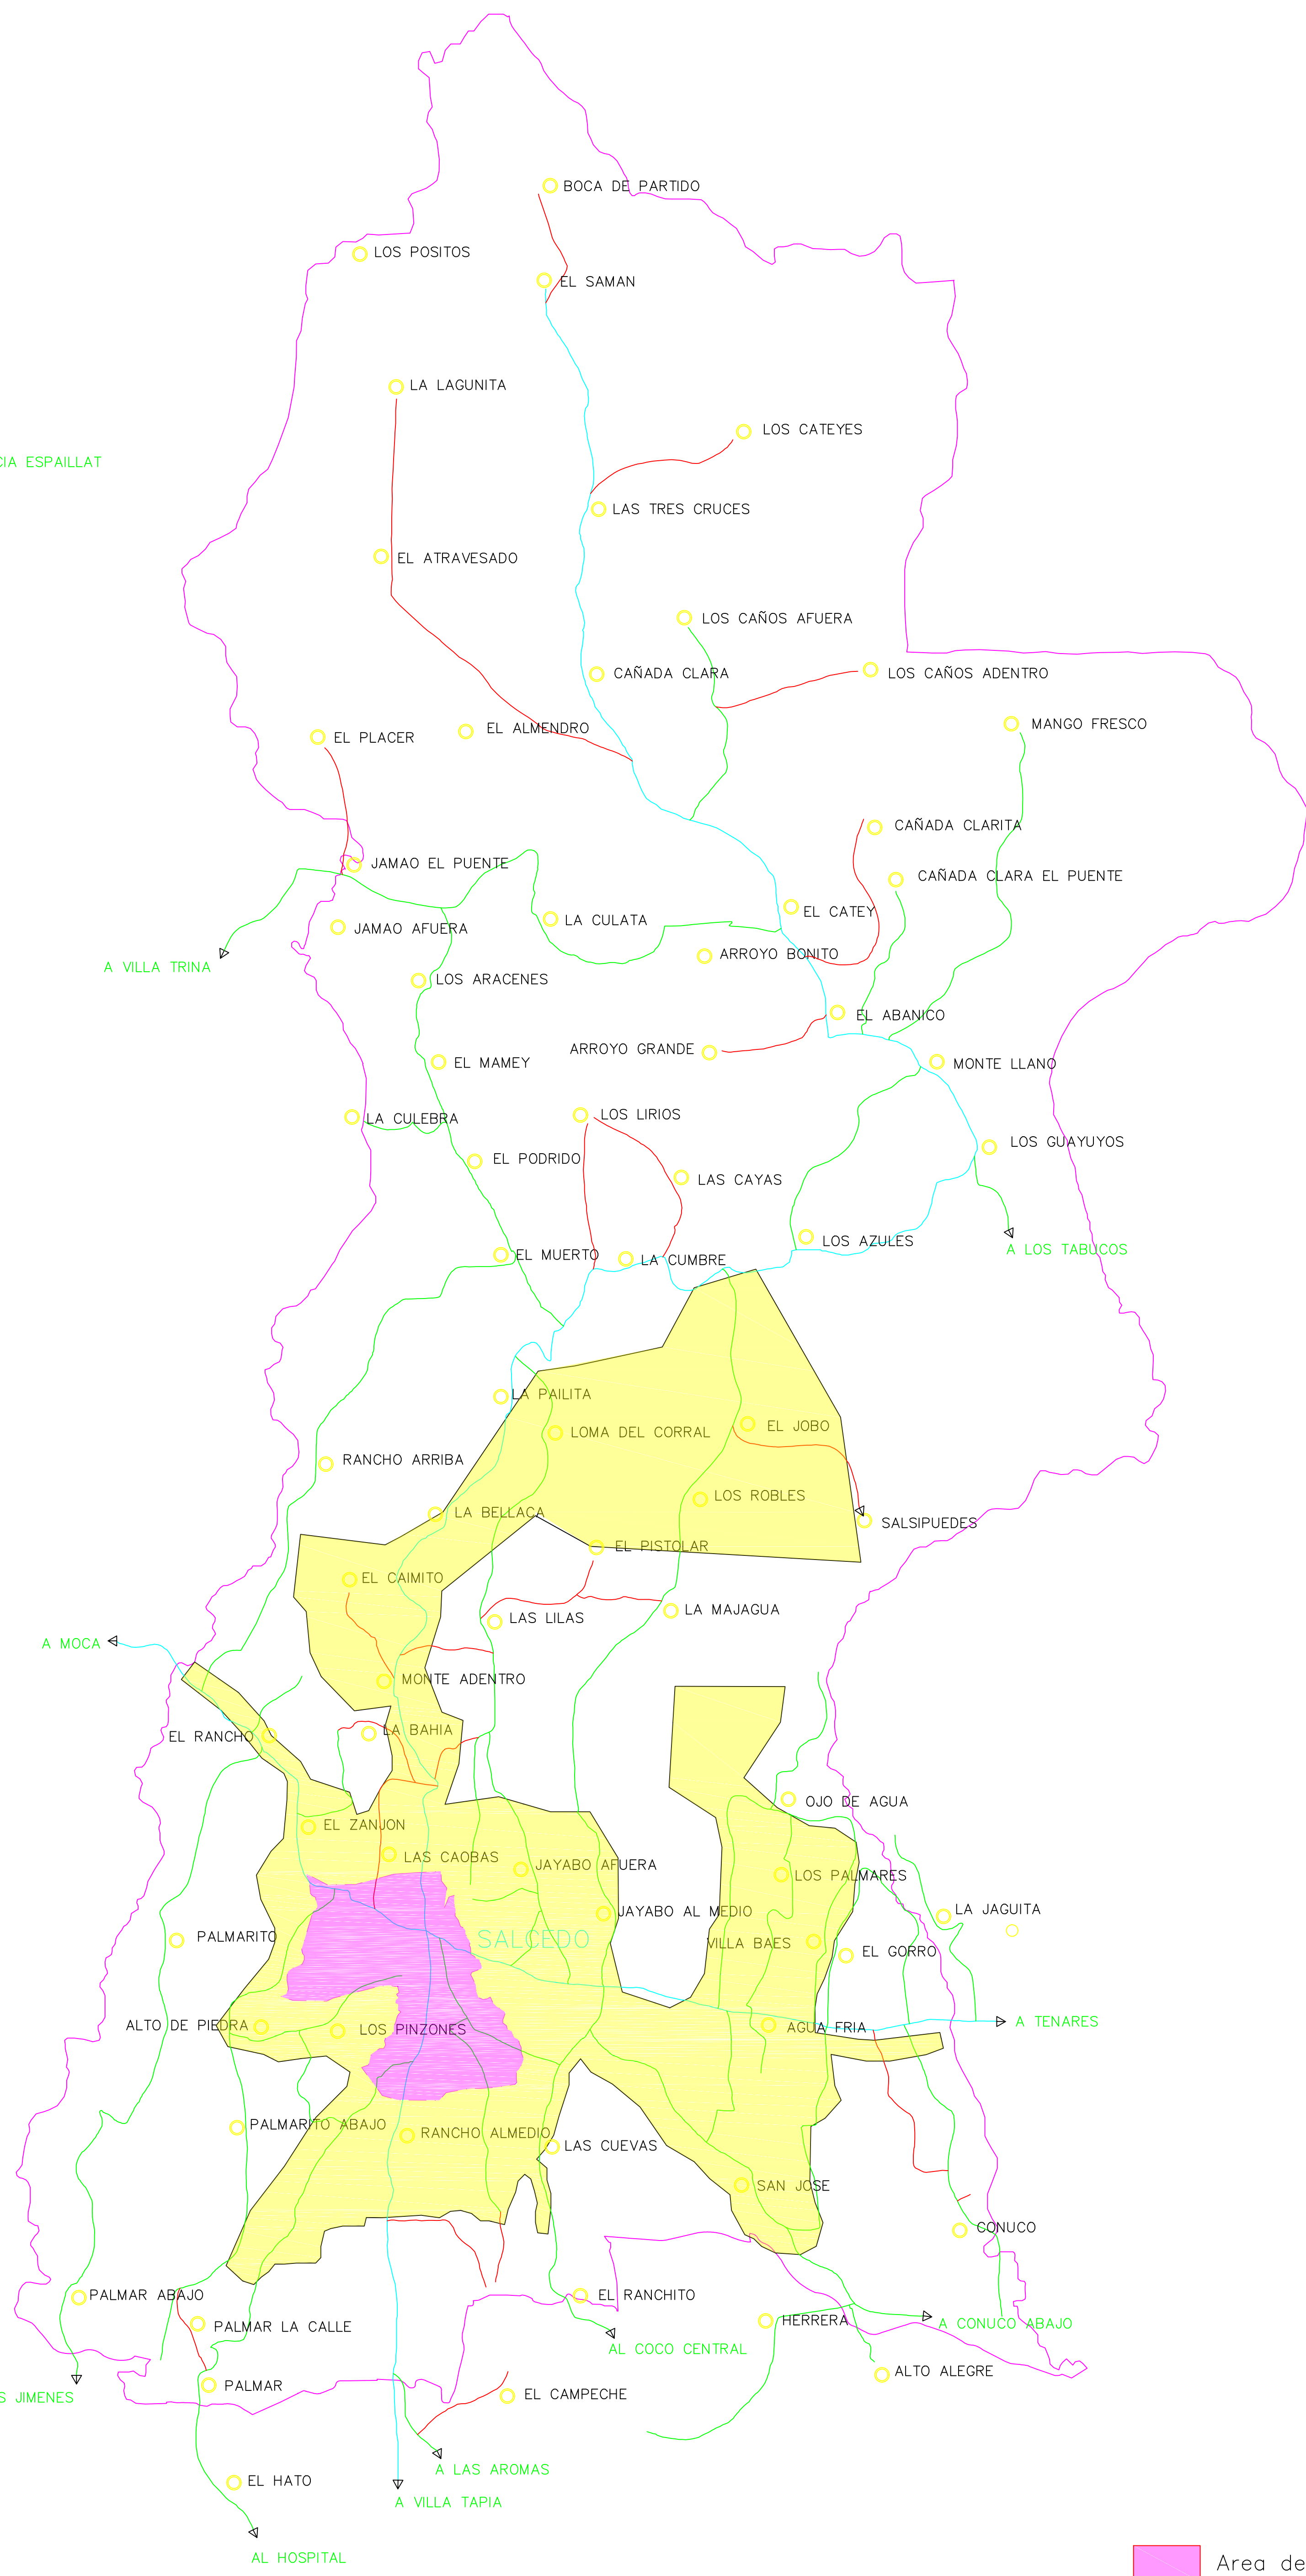 BOCA DE PARTIDO
LOS POSITOS
EL SAMAN
LA LAGUNITA
LOS CATEYES
CIA ESPAILLAT
LAS TRES CRUCES
EL ATRAVESADO
LOS CAÑOS AFUERA
CAÑADA CLARA
LOS CAÑOS ADENTRO
MANGO FRESCO
EL ALMENDRO
EL PLACER
CAÑADA CLARITA
JAMAO EL PUENTE
CAÑADA CLARA EL PUENTE
EL CATEY
LA CULATA
JAMAO AFUERA
ARROYO BONITO
A VILLA TRINA
LOS ARACENES
EL ABANICO
ARROYO GRANDE
EL MAMEY
MONTE LLANO
LOS LIRIOS
LA CULEBRA
LOS GUAYUYOS
EL PODRIDO
LAS CAYAS
LOS AZULES
A LOS TABUCOS
EL MUERTO
LA CUMBRE
LA PAILITA
EL JOBO
LOMA DEL CORRAL
RANCHO ARRIBA
LOS ROBLES
LA BELLACA
SALSIPUEDES
EL PISTOLAR
EL CAIMITO
LA MAJAGUA
LAS LILAS
A MOCA
MONTE ADENTRO
LA BAHIA
EL RANCHO
OJO DE AGUA
EL ZANJON
LAS CAOBAS
JAYABO AFUERA
LOS PALMARES
LA JAGUITA
JAYABO AL MEDIO
PALMARITO
SALCEDO
VILLA BAES
EL GORRO
A TENARES
ALTO DE PIEDRA
LOS PINZONES
AGUA FRIA
PALMARITO ABAJO
RANCHO ALMEDIO
LAS CUEVAS
SAN JOSE
CONUCO
PALMAR ABAJO
EL RANCHITO
HERRERA
A CONUCO ABAJO
PALMAR LA CALLE
AL COCO CENTRAL
ALTO ALEGRE
PALMAR
S JIMENES
EL CAMPECHE
A LAS AROMAS
EL HATO
A VILLA TAPIA
AL HOSPITAL
Area de